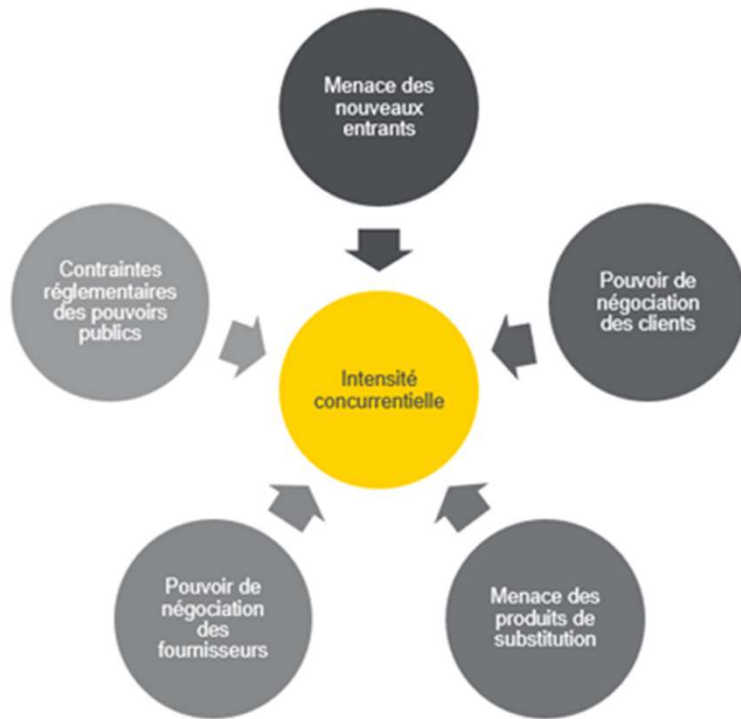 Menace des
nouveaux
entrants
Contraintes
réglementaires
des pouvoirs
publics
Pouvoir de
négociation
des clients
Intensité
concurrentielle
Pouvoir de
négociation
des
fournisseurs
Menace des
produits de
substitution